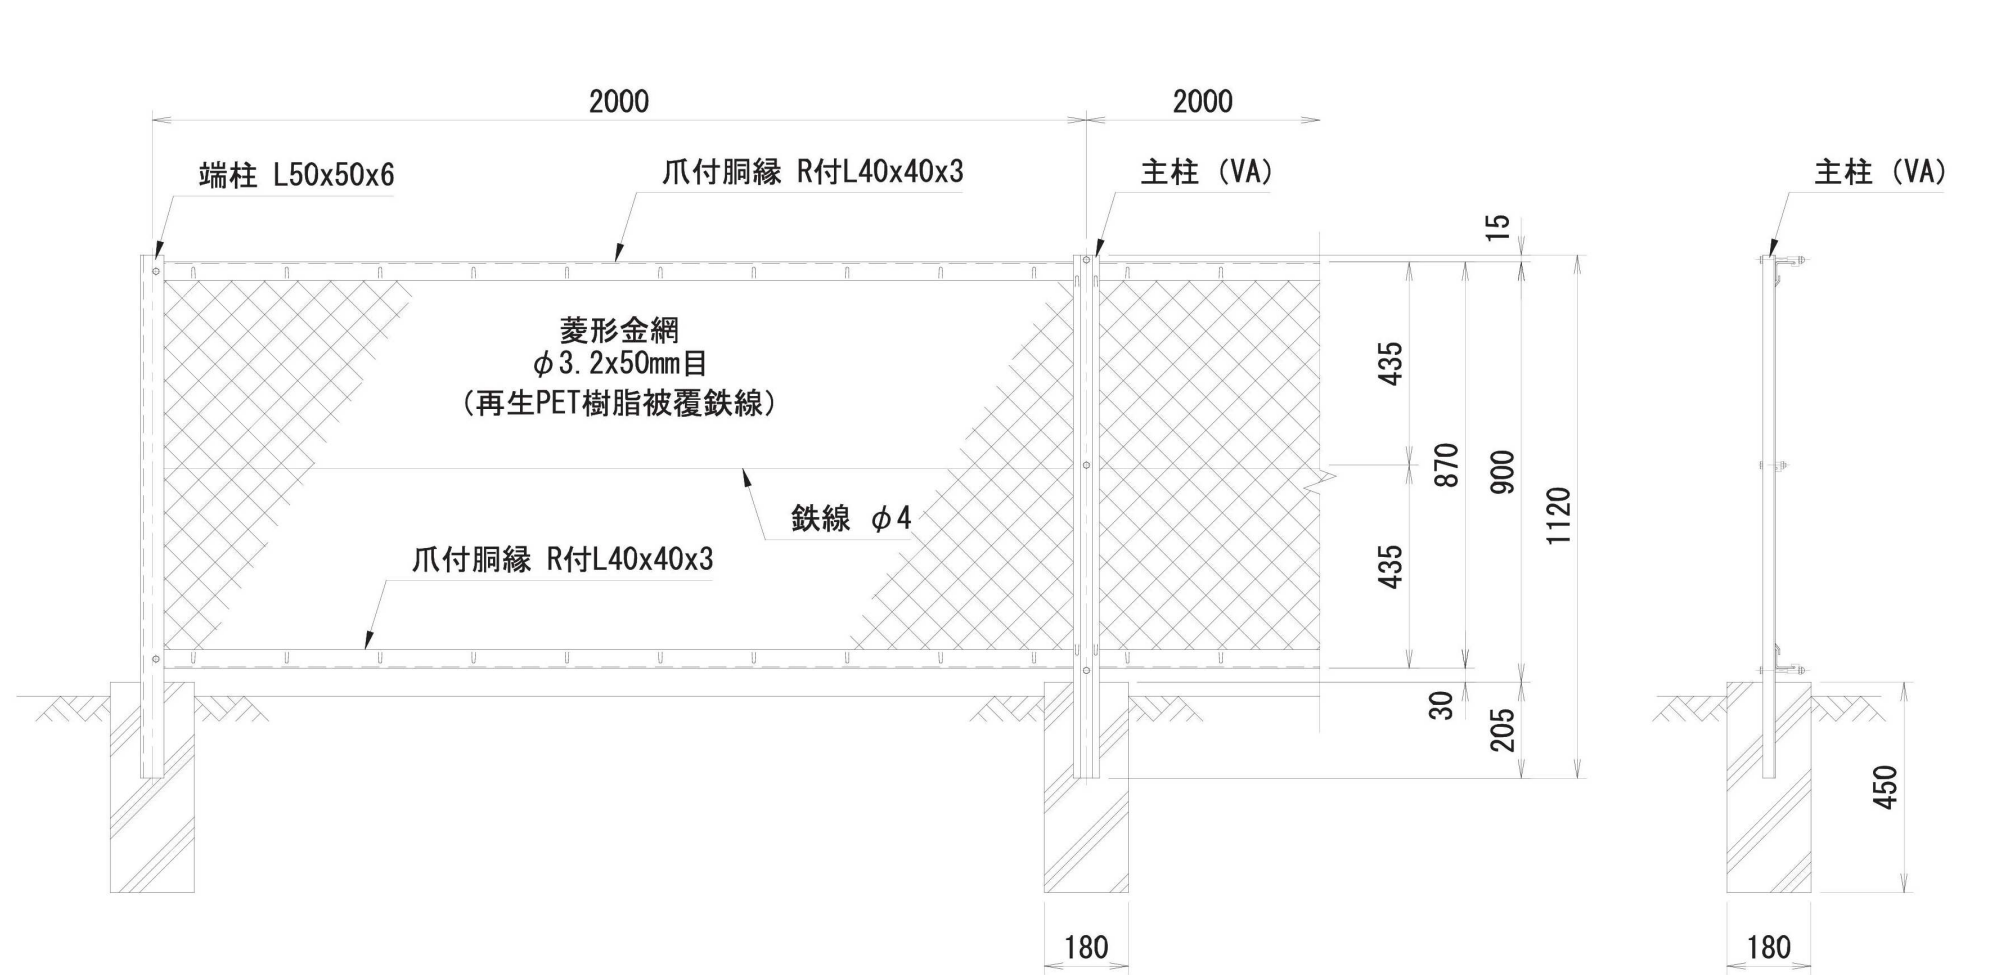 2000
2000
端柱 L50x50x6
爪付胴縁 R付L40x40x3
主柱 (VA)
主柱 (VA)
15
菱形金網
φ3.2x50mm目
(再生PET樹脂被覆鉄線)
435
870
900
1120
鉄線 φ4
435
爪付胴縁 R付L40x40x3
30
205
450
180
180